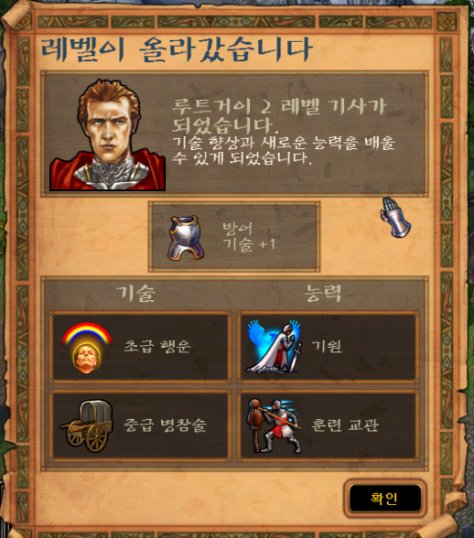 레벨이 올라갔습니다
루트거이 2 레벨 기사가
되었습니다.
기술 향상과 새로운 능력을 배울
수 있게 되었습니다.
방어
기술 +1
기술
능력
초급 행운
기원
중급 병참술
훈련 교관
확인